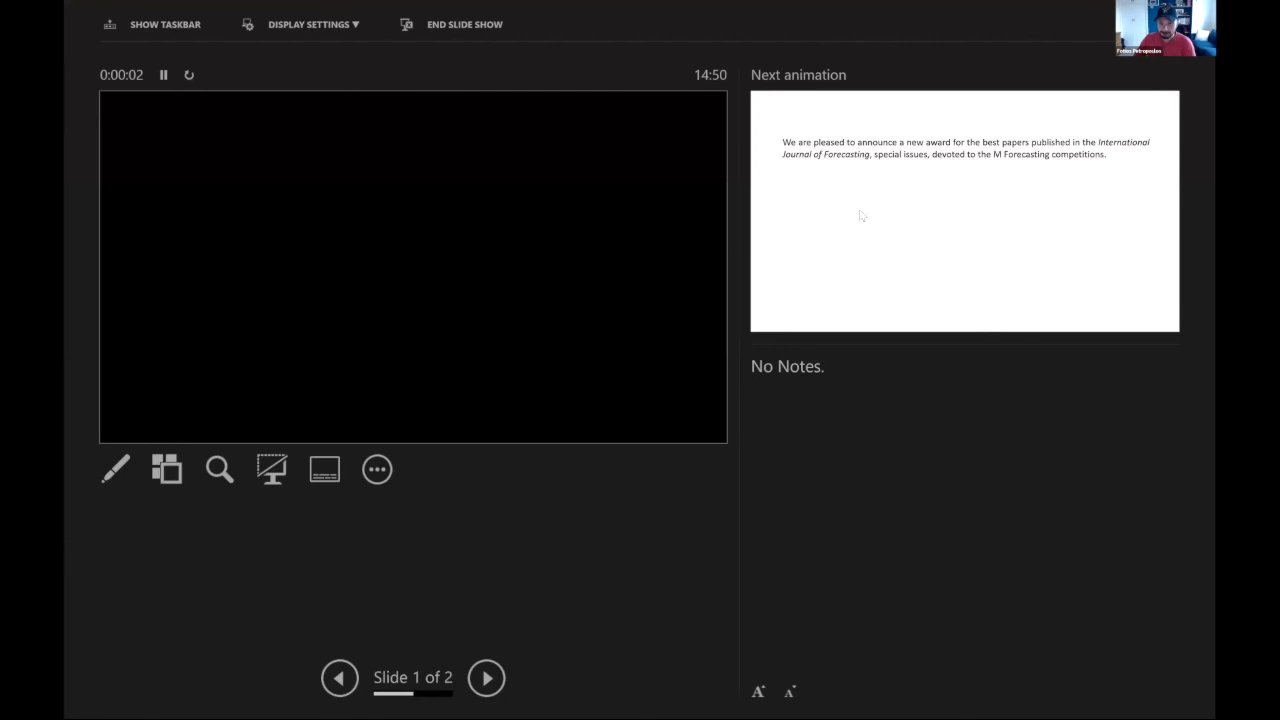 SHOW TASKBAR
DISPLAY SETTINGS ▼
END SLIDE SHOW
Fotios Petropoulos
0:00:02
14:50
Next animation
We are pleased to announce a new award for the best papers published in the International
Journal of Forecasting, special issues, devoted to the M Forecasting competitions.
No Notes.
Slide 1 of 2
A
A